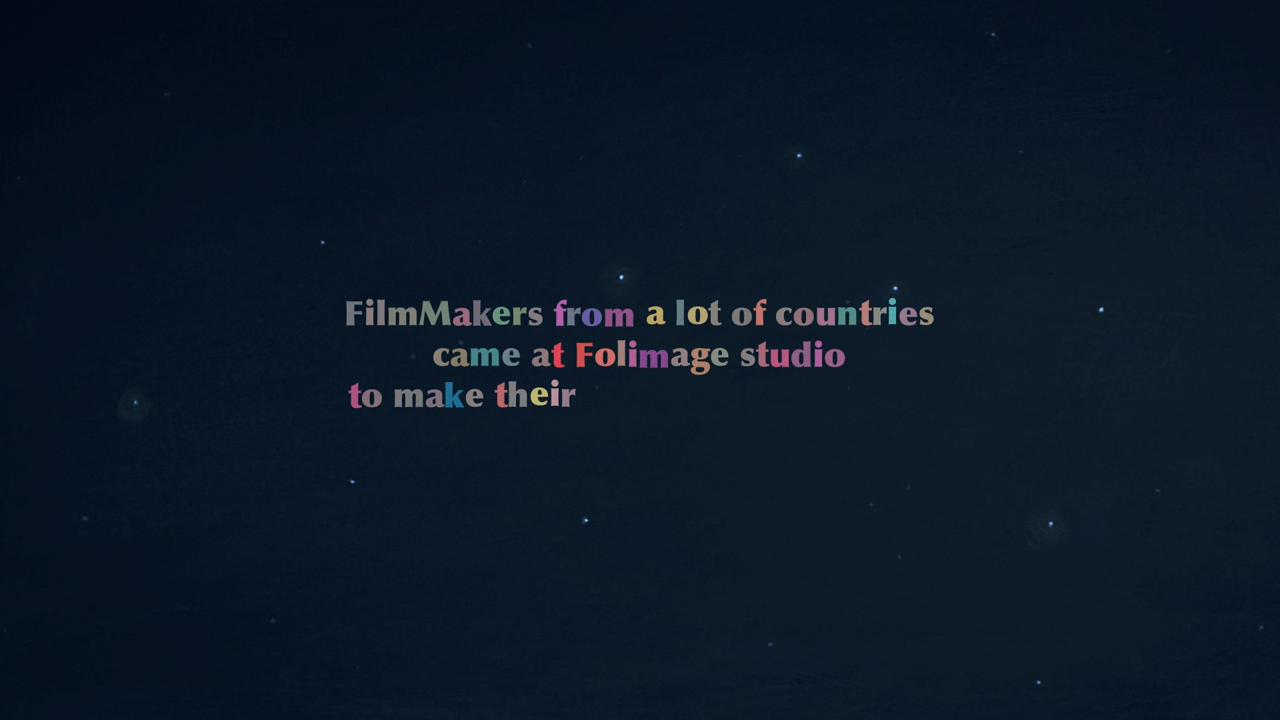 FilmMakers from a lot of countries
came at Folimage studio
to make their